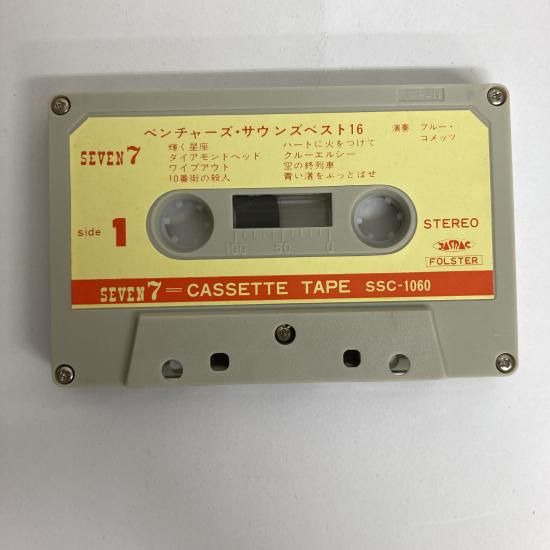 ベンチャーズ・サウンズベスト16
演奏 ブルー・
コメッツ
SEVEN 7
輝く星座
ダイアモンドヘッド
ワイプアウト
10番街の殺人
ハートに火をつけて
クルーエルシー
空の終列車
青い渚をぶっとばせ
side 1
100 50 0
STEREO
JASRAC
FOLSTER
SEVEN 7 = CASSETTE TAPE SSC-1060